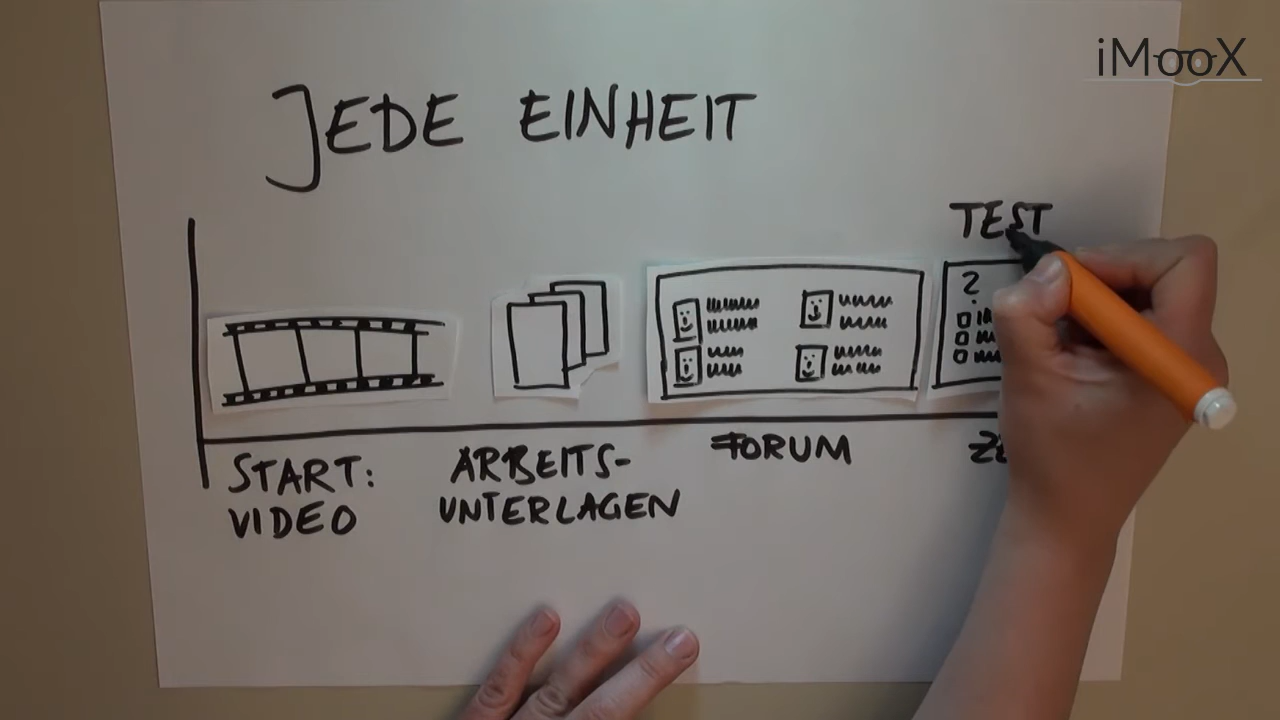 iMooX
JEDE EINHEIT
TEST
?
START:
VIDEO
ARBEITS-
UNTERLAGEN
FORUM